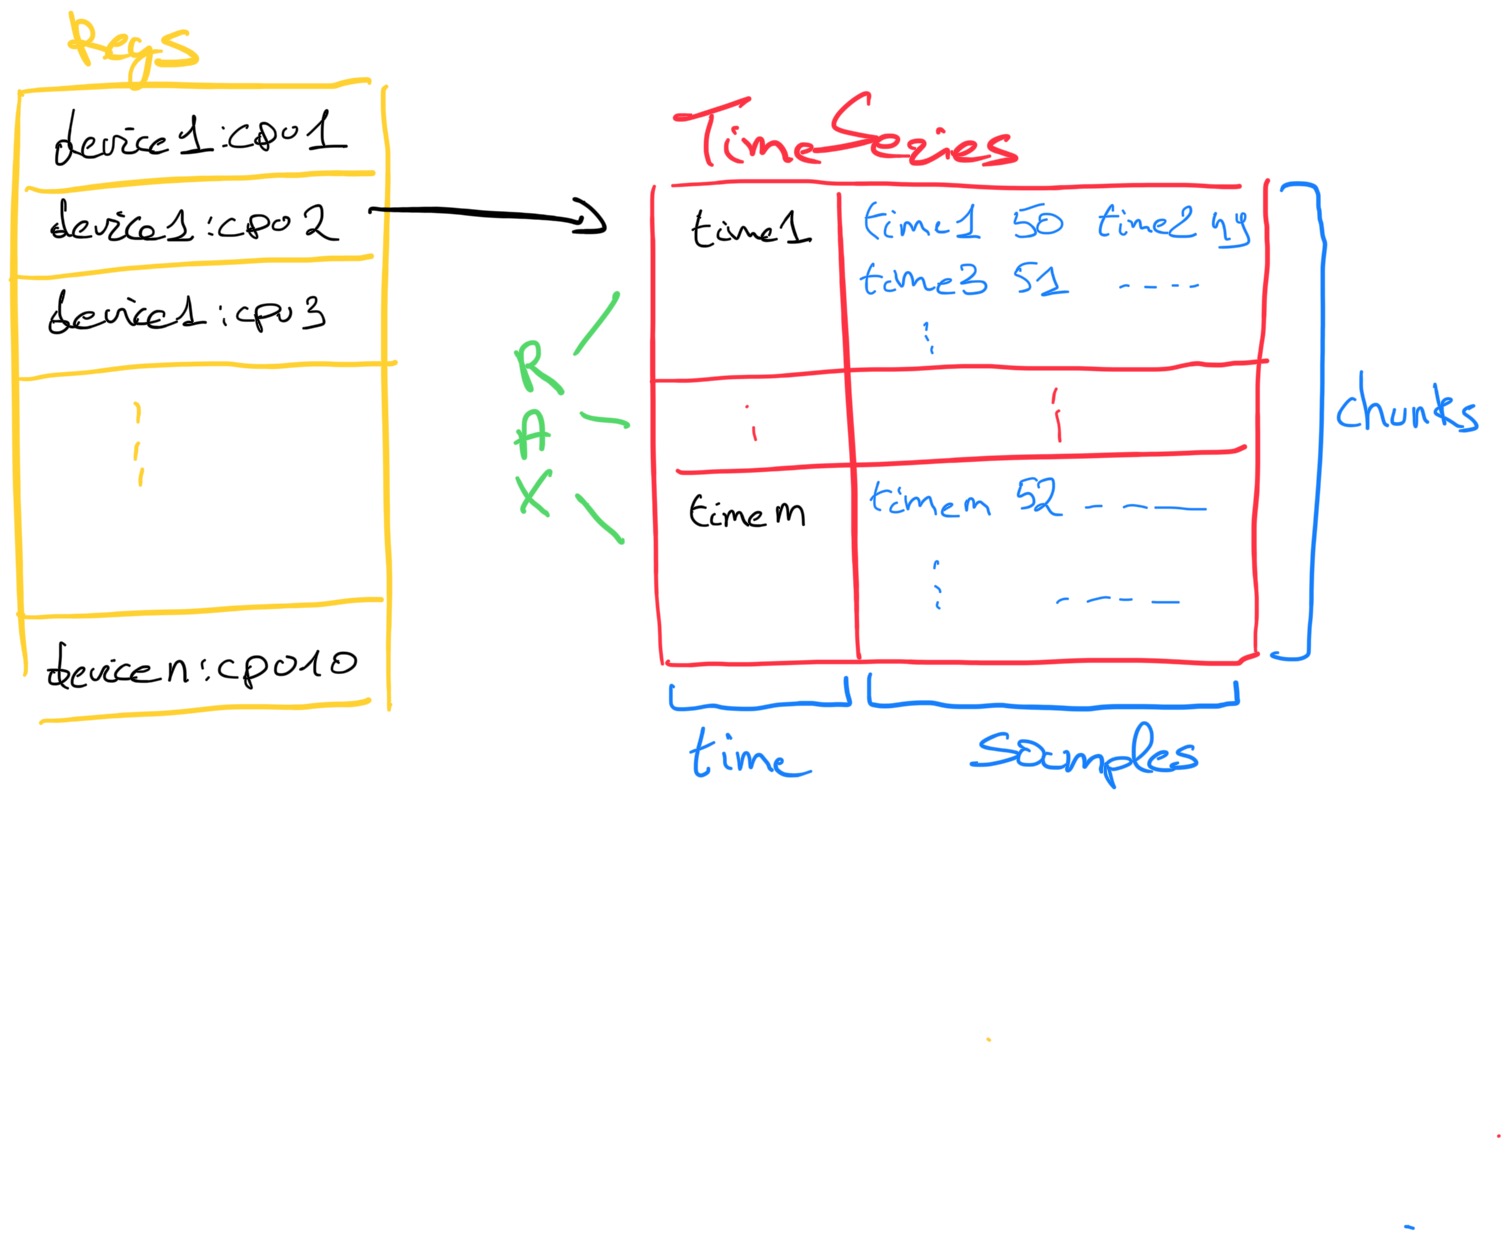 Keys
device1:cpu1
device1:cpu2
device1:cpu3
devicen:cpu10
TimeSeries
time1
time1 50 time2 49
time3 51 ----
timem
timem 52 - - —
---- 
R
A
X
chunks
time
samples